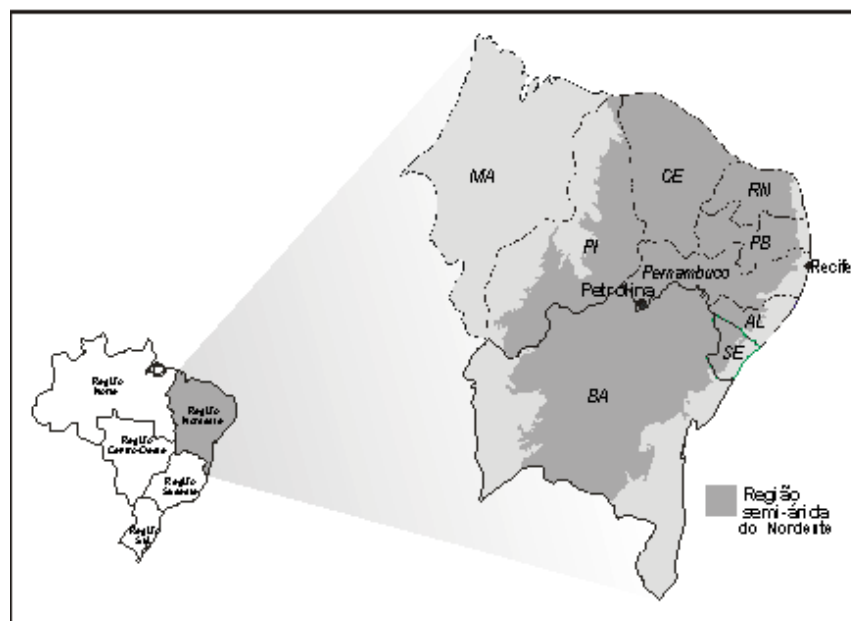 MA
CE
RN
PI
PB
Recife
Pernambuco
Petrolina
AL
SE
BA
Região
Norte
Região
Nordeste
Região
Centro-Oeste
Região
Sudeste
Região
Sul
Região
semi-árida
do Nordeste